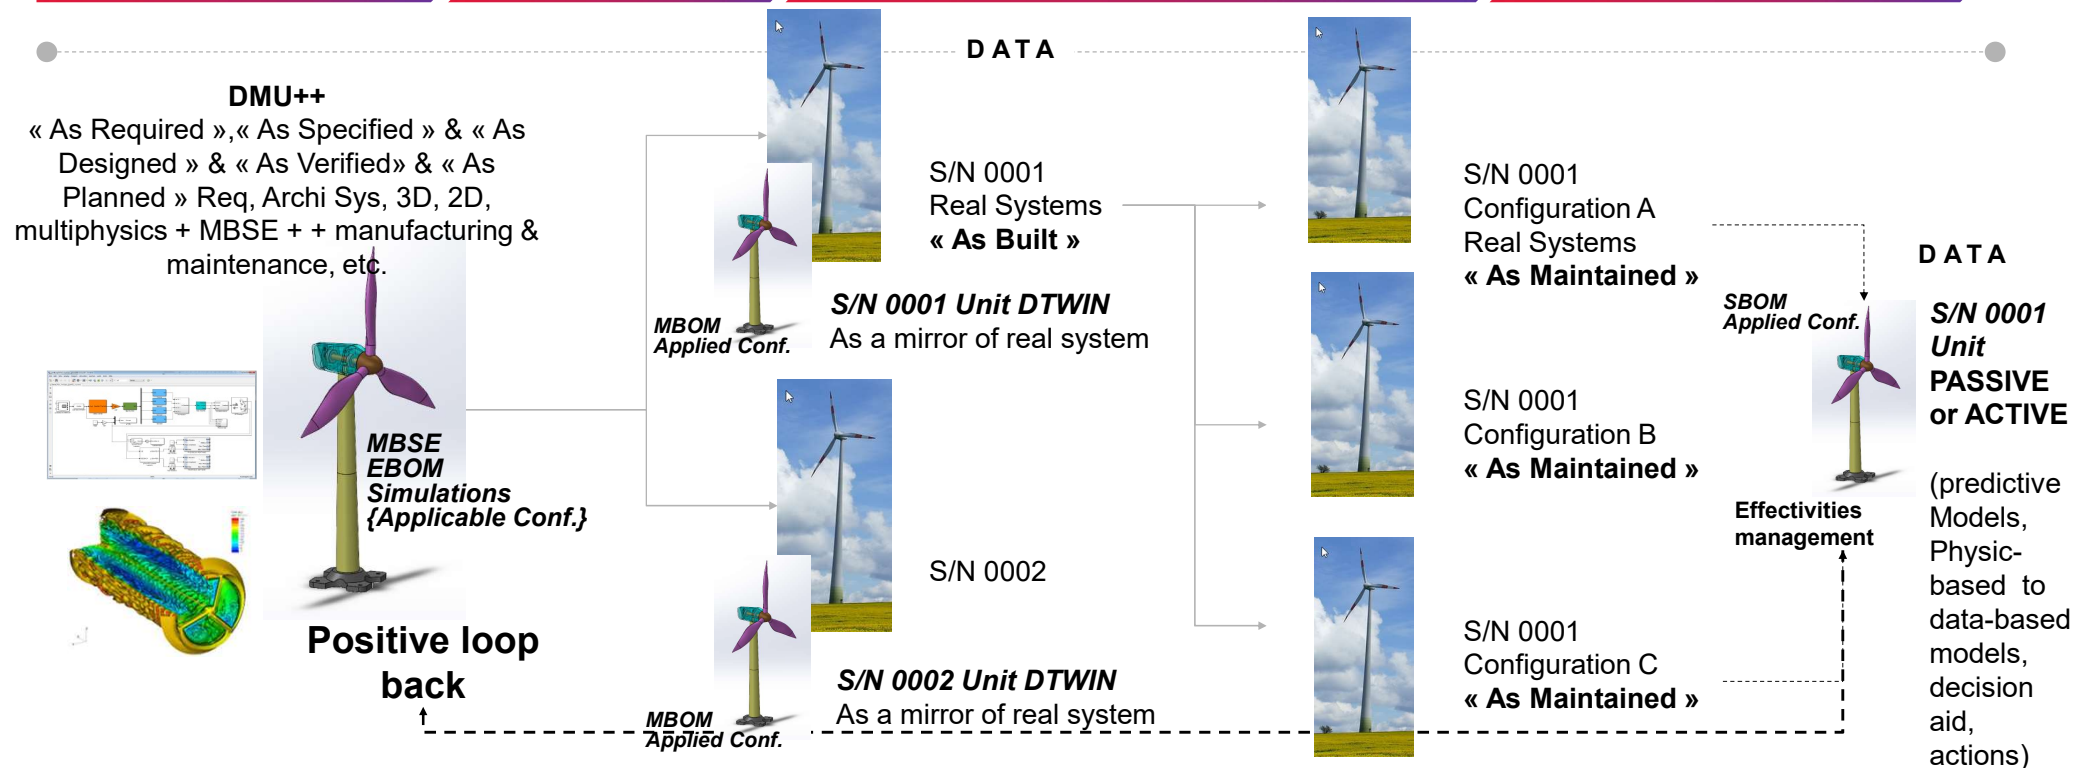 DATA
DMU++
« As Required »,« As Specified » & « As
Designed » & « As Verified» & « As
Planned » Req, Archi Sys, 3D, 2D,
multiphysics + MBSE + + manufacturing &
maintenance, etc.
MBSE
EBOM
Simulations
{Applicable Conf.}
Positive loop
back
S/N 0001
Real Systems
« As Built »
MBOM
Applied Conf.
S/N 0001 Unit DTWIN
As a mirror of real system
S/N 0002
MBOM
Applied Conf.
S/N 0002 Unit DTWIN
As a mirror of real system
S/N 0001
Configuration A
Real Systems
« As Maintained »
S/N 0001
Configuration B
« As Maintained »
S/N 0001
Configuration C
« As Maintained »
SBOM
Applied Conf.
Effectivities
management
DATA
S/N 0001
Unit
PASSIVE
or ACTIVE
(predictive
Models,
Physic-
based to
data-based
models,
decision
aid,
actions)